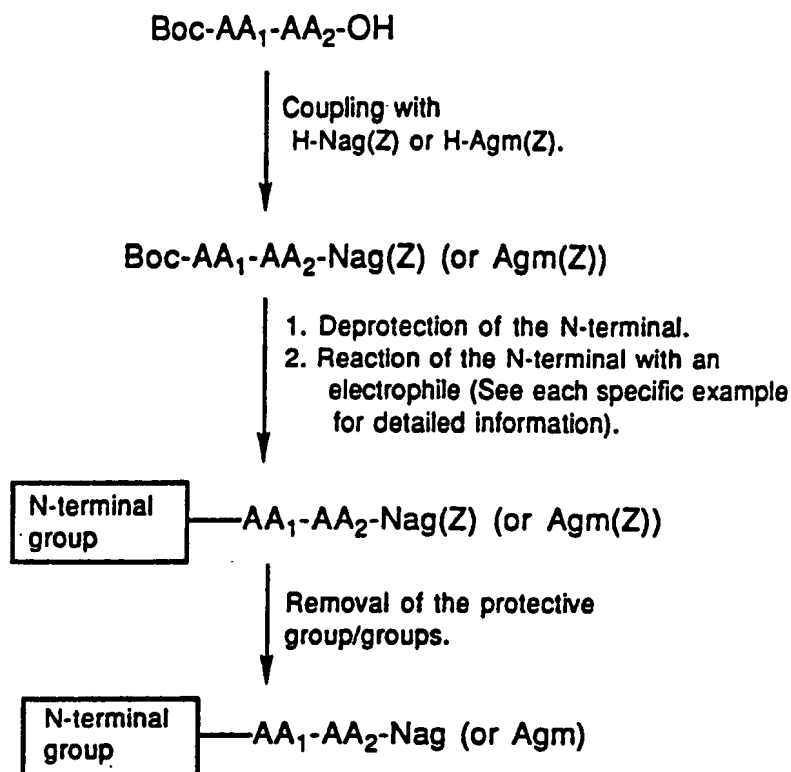 Boc-AA₁-AA₂-OH
Coupling with
H-Nag(Z) or H-Agm(Z).
Boc-AA₁-AA₂-Nag(Z) (or Agm(Z))
1. Deprotection of the N-terminal.
2. Reaction of the N-terminal with an
electrophile (See each specific example
for detailed information).
N-terminal
group
AA₁-AA₂-Nag(Z) (or Agm(Z))
Removal of the protective
group/groups.
N-terminal
group
AA₁-AA₂-Nag (or Agm)